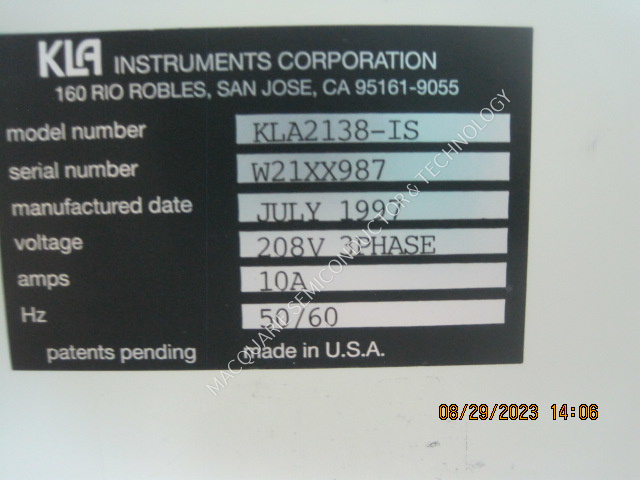 KLA INSTRUMENTS CORPORATION
160 RIO ROBLES, SAN JOSE, CA 95161-9055
model number KLA2138-IS
serial number W21XX987
manufactured date JULY 1997
voltage 208V 3PHASE
amps 10A
Hz 50/60
patents pending made in U.S.A.
MACQUARIE SEMICONDUCTOR & TECHNOLOGY
08/29/2023 14:06